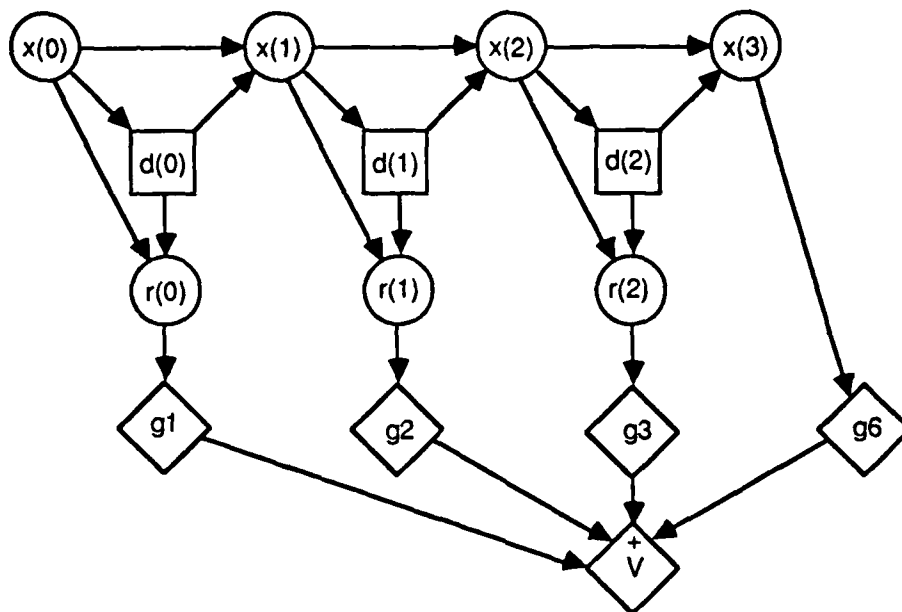 x(0) x(1) x(2) x(3)
d(0) d(1) d(2)
r(0) r(1) r(2)
g1 g2 g3 g6
+
V